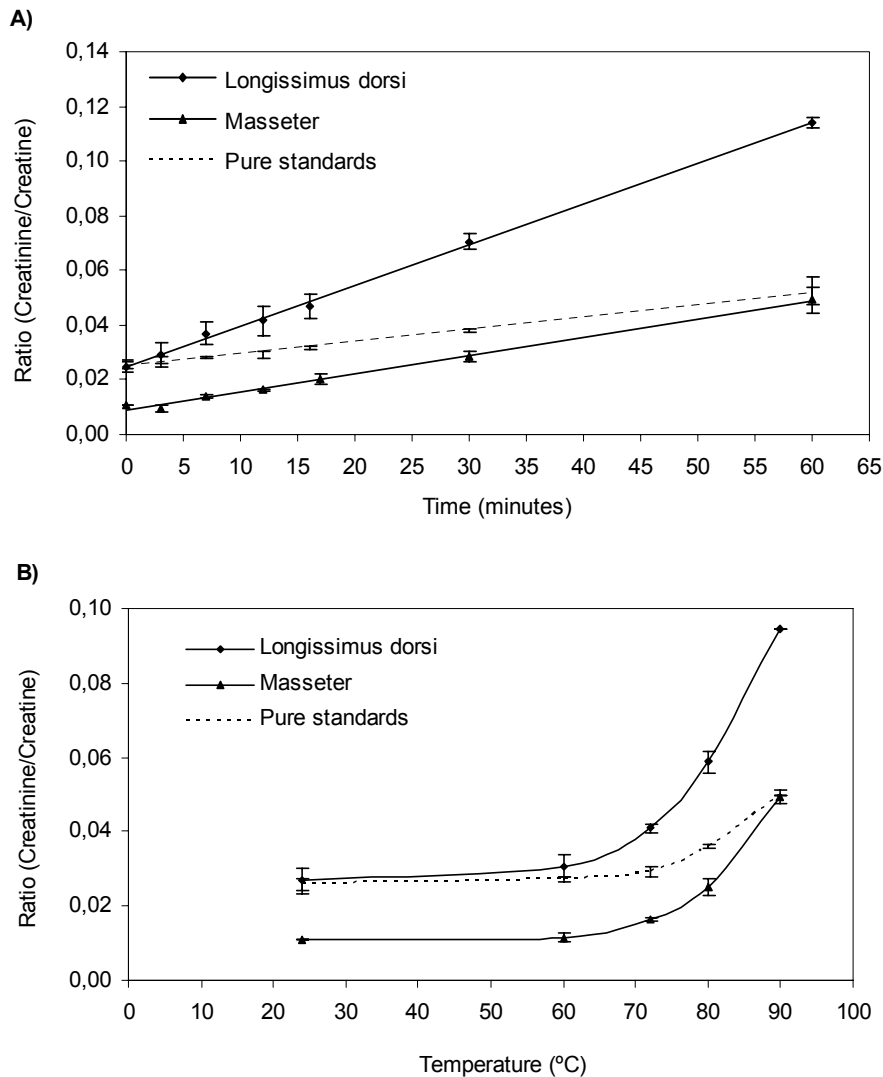 A)
0,14
0,12
0,10
0,08
0,06
0,04
0,02
0,00
Ratio (Creatinine/Creatine)
Longissimus dorsi
Masseter
Pure standards
0 5 10 15 20 25 30 35 40 45 50 55 60 65
Time (minutes)
B)
0,10
0,08
0,06
0,04
0,02
0,00
Ratio (Creatinine/Creatine)
Longissimus dorsi
Masseter
Pure standards
0 10 20 30 40 50 60 70 80 90 100
Temperature (ºC)